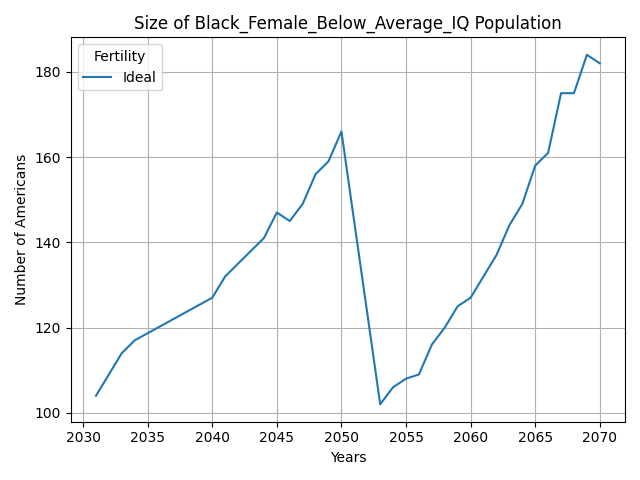 Size of Black_Female_Below_Average_IQ Population
Fertility
Ideal
Number of Americans
180
160
140
120
100
2030 2035 2040 2045 2050 2055 2060 2065 2070
Years